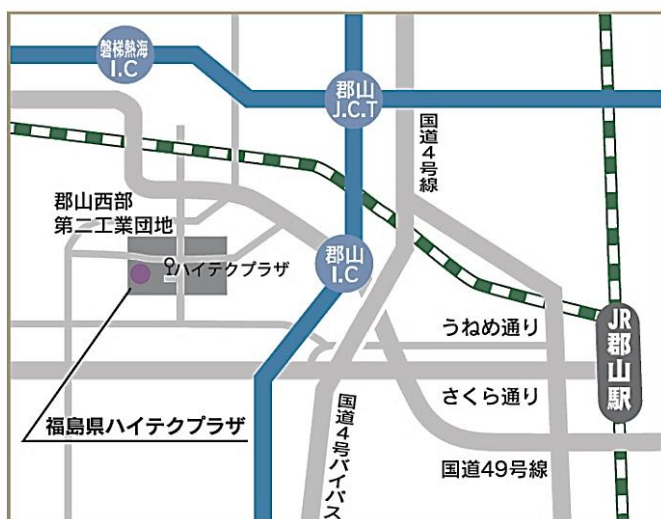 磐梯熱海
I.C
郡山
J.C.T
国道4号線
郡山西部
第二工業団地
ハイテクプラザ
郡山
I.C
うねめ通り
JR郡山駅
さくら通り
福島県ハイテクプラザ
国道4号バイパス
国道49号線